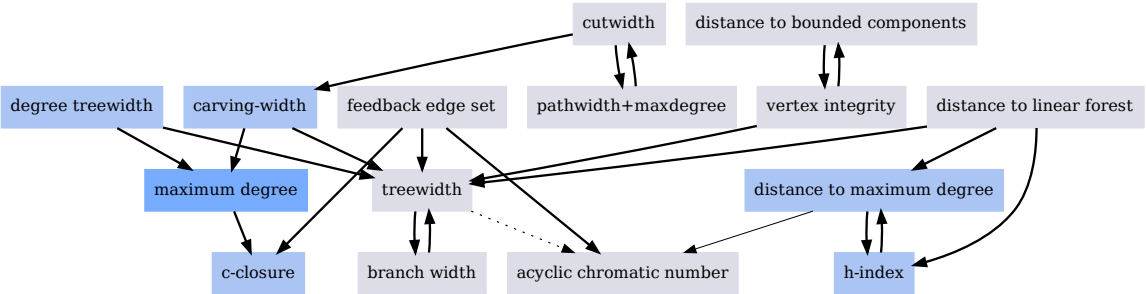 cutwidth
distance to bounded components
degree treewidth
carving-width
feedback edge set
pathwidth+maxdegree
vertex integrity
distance to linear forest
maximum degree
treewidth
distance to maximum degree
c-closure
branch width
acyclic chromatic number
h-index